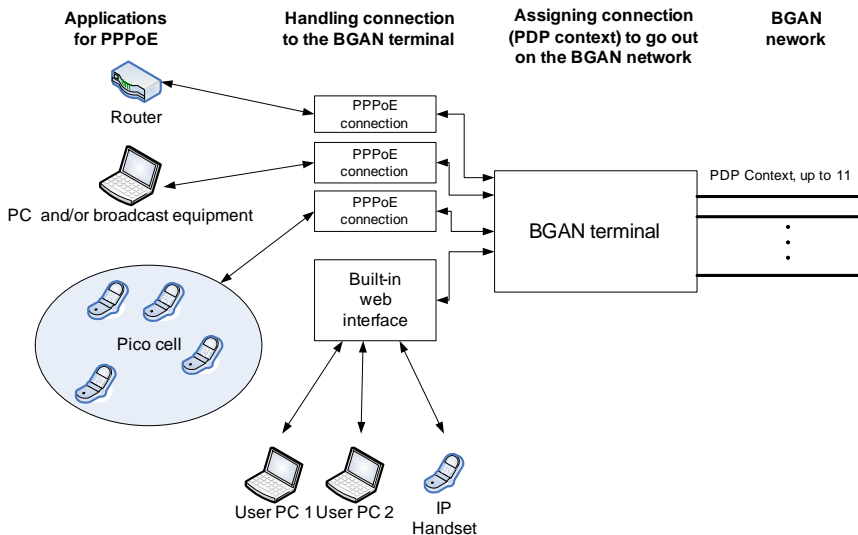 Applications
for PPPoE
Handling connection
to the BGAN terminal
Assigning connection
(PDP context) to go out
on the BGAN network
BGAN
nework
Router
PPPoE
connection
PPPoE
connection
PC  and/or broadcast equipment
PPPoE
connection
BGAN terminal
PDP Context, up to 11
Built-in
web
interface
Pico cell
User PC 1
User PC 2
IP
Handset